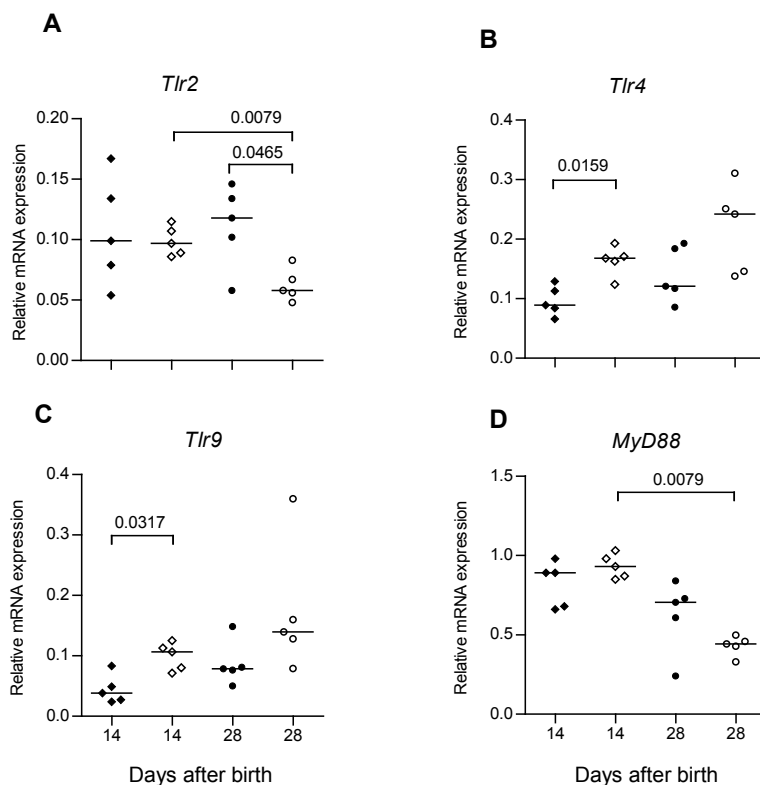 A
Tlr2
Relative mRNA expression
0.20
0.15
0.10
0.05
0.00
0.0079
0.0465
B
Tlr4
Relative mRNA expression
0.4
0.3
0.2
0.1
0.0
0.0159
C
Tlr9
Relative mRNA expression
0.4
0.3
0.2
0.1
0.0
0.0317
14 14 28 28
Days after birth
D
MyD88
Relative mRNA expression
1.5
1.0
0.5
0.0
0.0079
14 14 28 28
Days after birth